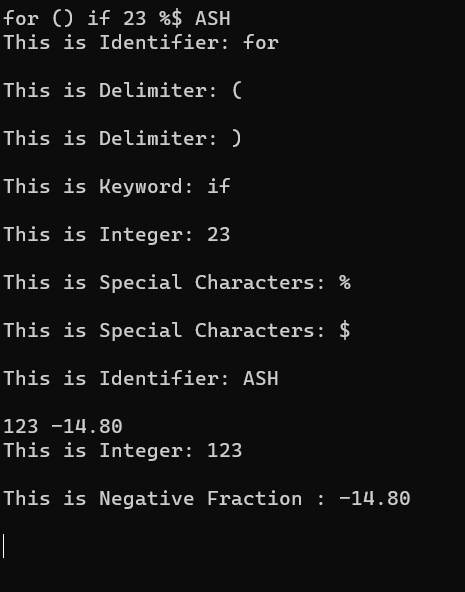 for () if 23 %$ ASH
This is Identifier: for
This is Delimiter: (
This is Delimiter: )
This is Keyword: if
This is Integer: 23
This is Special Characters: %
This is Special Characters: $
This is Identifier: ASH
123 -14.80
This is Integer: 123
This is Negative Fraction : -14.80